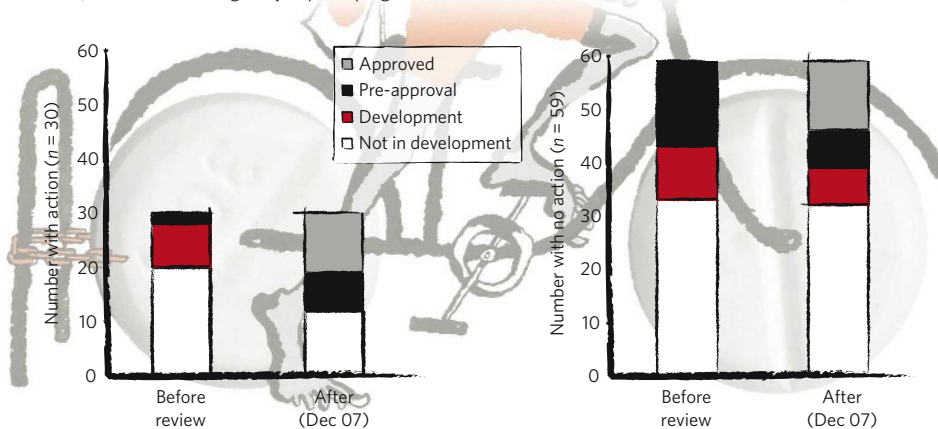 Number with action (n = 30)
60
50
40
30
20
10
0
Before
review
After
(Dec 07)
Approved
Pre-approval
Development
Not in development
Number with no action (n = 59)
60
50
40
30
20
10
0
Before
review
After
(Dec 07)